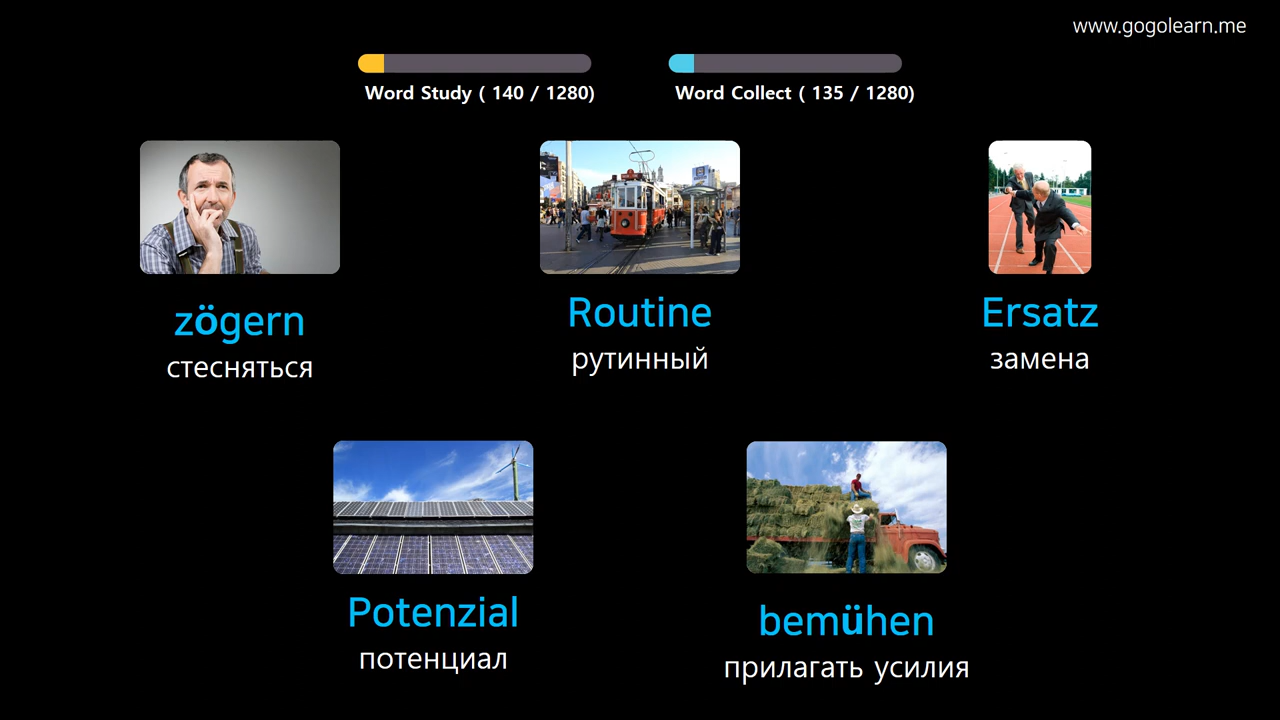 www.gogolearn.me
Word Study ( 140 / 1280)
Word Collect ( 135 / 1280)
zögern
стесняться
Routine
рутинный
Ersatz
замена
Potenzial
потенциал
bemühen
прилагать усилия